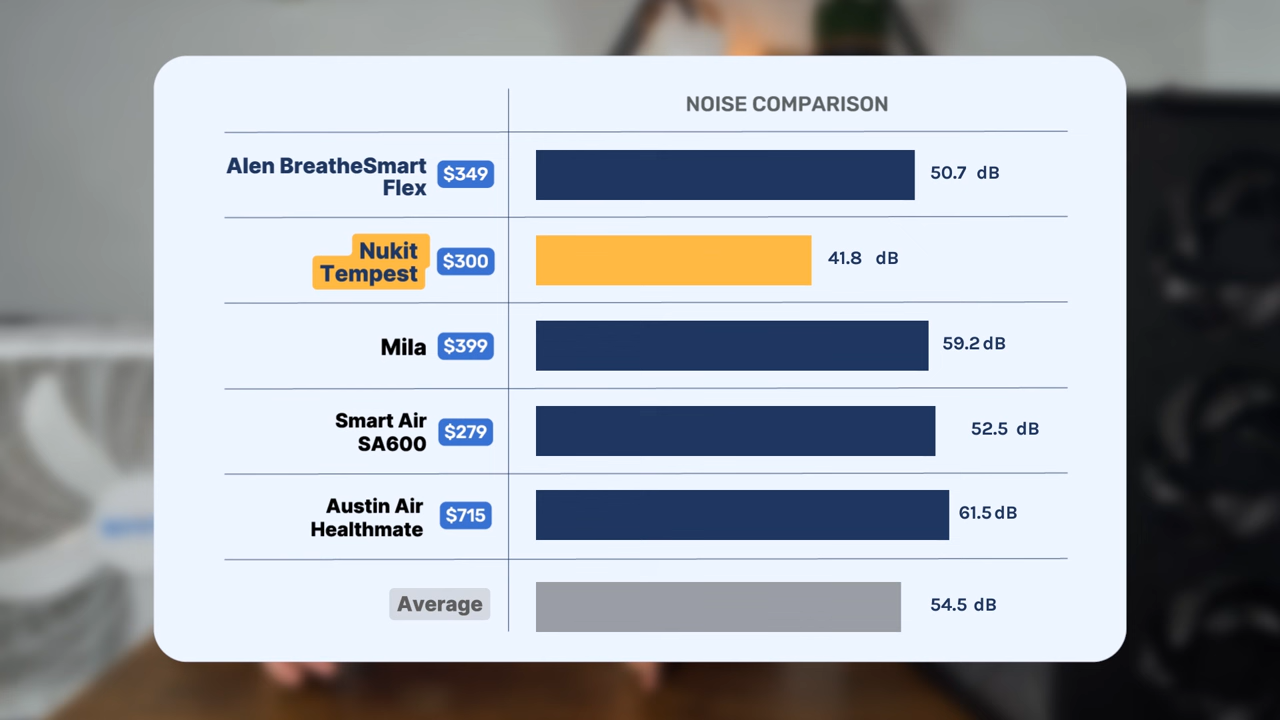 NOISE COMPARISON
Alen BreatheSmart
Flex
$349
50.7 dB
Nukit
Tempest
$300
41.8 dB
Mila
$399
59.2 dB
Smart Air
SA600
$279
52.5 dB
Austin Air
Healthmate
$715
61.5 dB
Average
54.5 dB